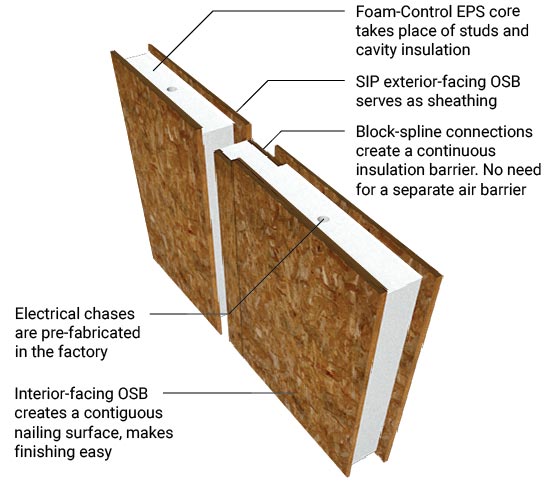 Foam-Control EPS core
takes place of studs and
cavity insulation
SIP exterior-facing OSB
serves as sheathing
Block-spline connections
create a continuous
insulation barrier. No need
for a separate air barrier
Electrical chases
are pre-fabricated
in the factory
Interior-facing OSB
creates a contiguous
nailing surface, makes
finishing easy